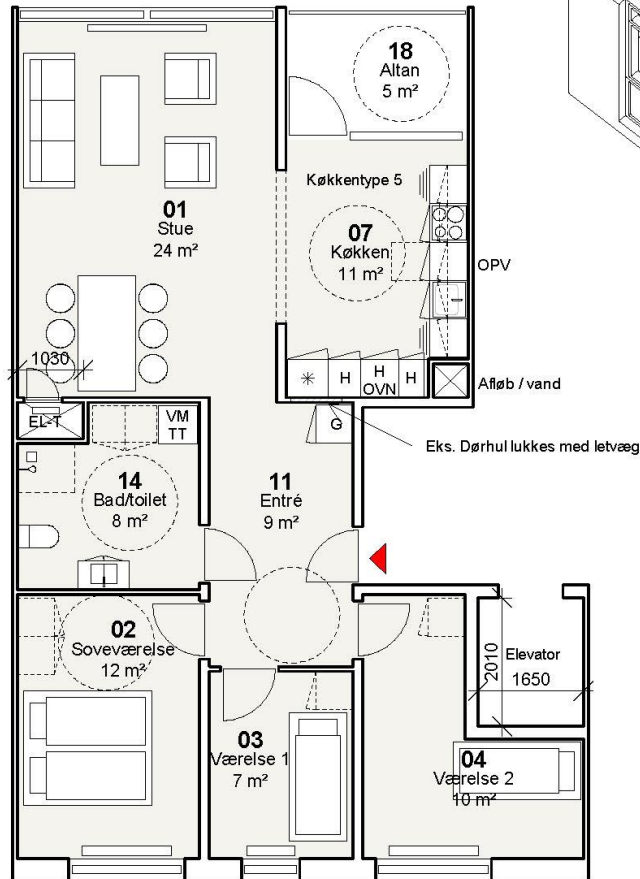 18
Altan
5 m²
Køkkentype 5
01
Stue
24 m²
07
Køkken
11 m²
OPV
1030
H
H
OVN
H
Afløb / vand
EL-T
VM
TT
G
Eks. Dørhul lukkes med letvæg
14
Bad/toilet
8 m²
11
Entré
9 m²
02
Soveværelse
12 m²
2010
Elevator
1650
03
Værelse 1
7 m²
04
Værelse 2
10 m²